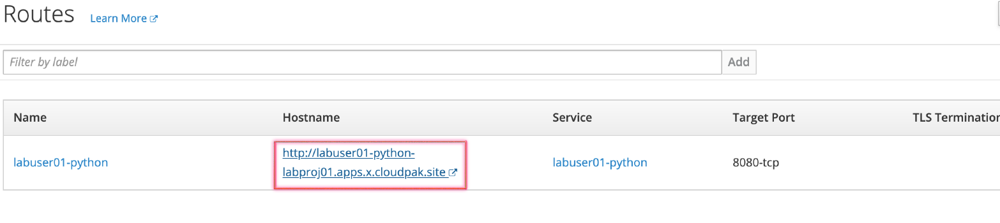 Routes Learn More
Filter by label Add
Name Hostname Service Target Port TLS Termination
labuser01-python http://labuser01-python- labuser01-python 8080-tcp
labproj01.apps.x.cloudpak.site